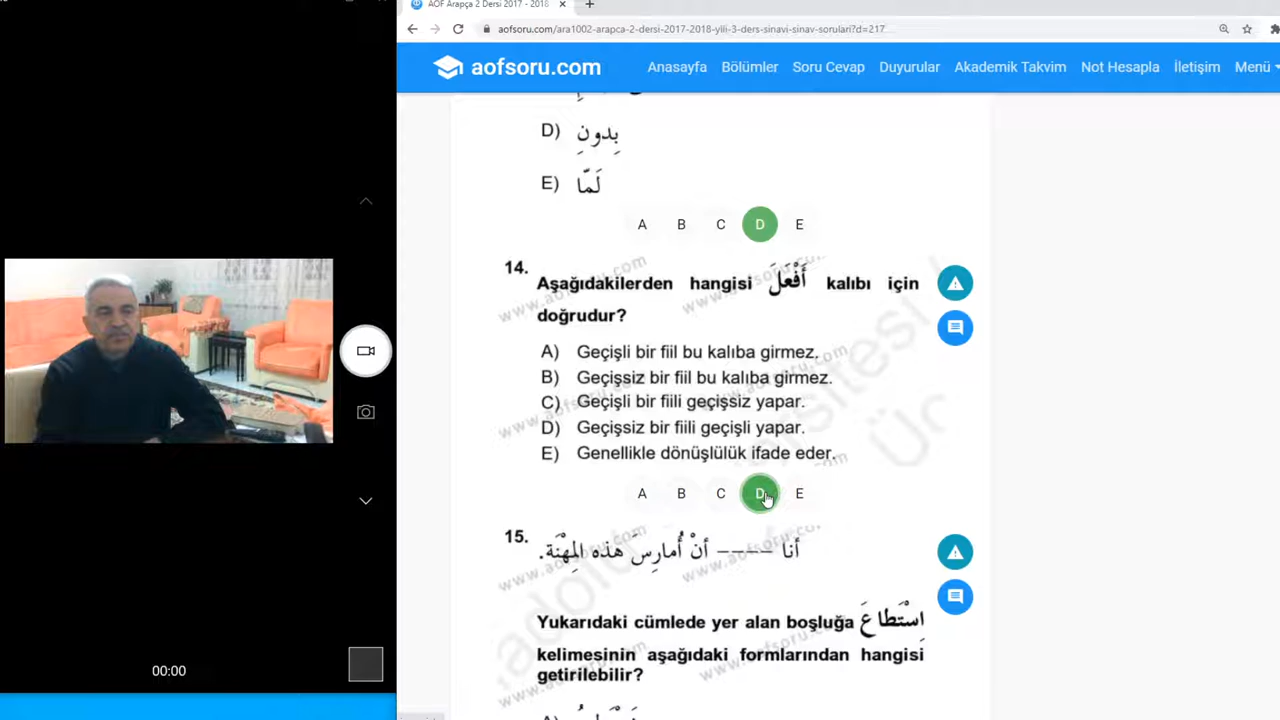 AÖF Arapça 2 Dersi 2017 - 2018
aofsoru.com/ara1002-arapca-2-dersi-2017-2018-yili-3-ders-sinavi-sinav-sorulari?d=217
aofsoru.com Anasayfa Bölümler Soru Cevap Duyurular Akademik Takvim Not Hesapla İletişim Menü
D) بِدونِ
E) لَمّا
A B C D E
14. Aşağıdakilerden hangisi أَفْعَلَ kalıbı için
doğrudur?
A) Geçişli bir fiil bu kalıba girmez.
B) Geçişsiz bir fiil bu kalıba girmez.
C) Geçişli bir fiili geçişsiz yapar.
D) Geçişsiz bir fiili geçişli yapar.
E) Genellikle dönüşlülük ifade eder.
A B C D E
15. أنا ---- أنْ أُمارِسَ هذه المِهْنَة.
Yukarıdaki cümlede yer alan boşluğa اِسْتَطاعَ
kelimesinin aşağıdaki formlarından hangisi
getirilebilir?
A)
00:00
www.aofsoru.com